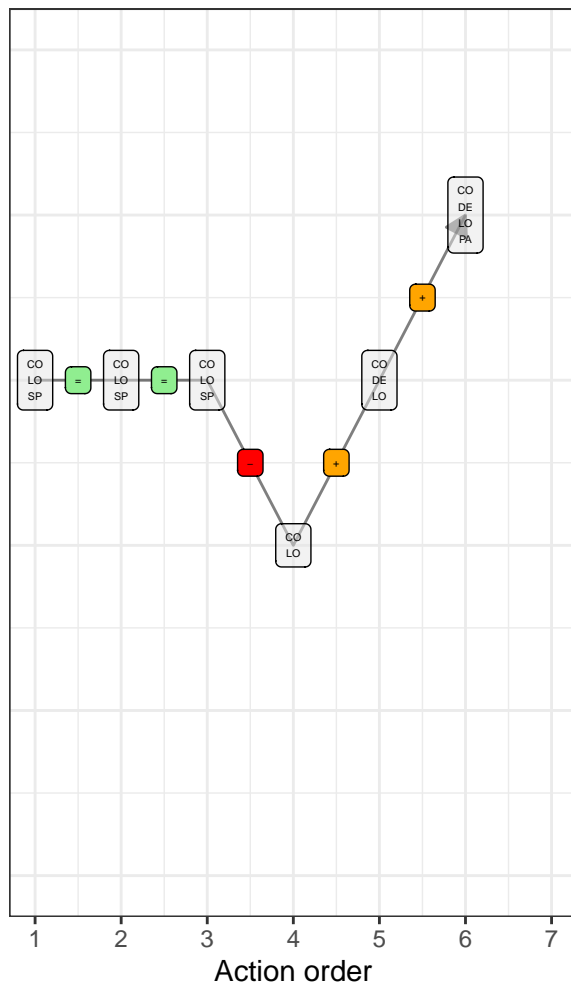 CO
DE
LO
PA
+
CO
LO
SP
=
CO
LO
SP
=
CO
LO
SP
CO
DE
LO
−
+
CO
LO
1 2 3 4 5 6 7
Action order